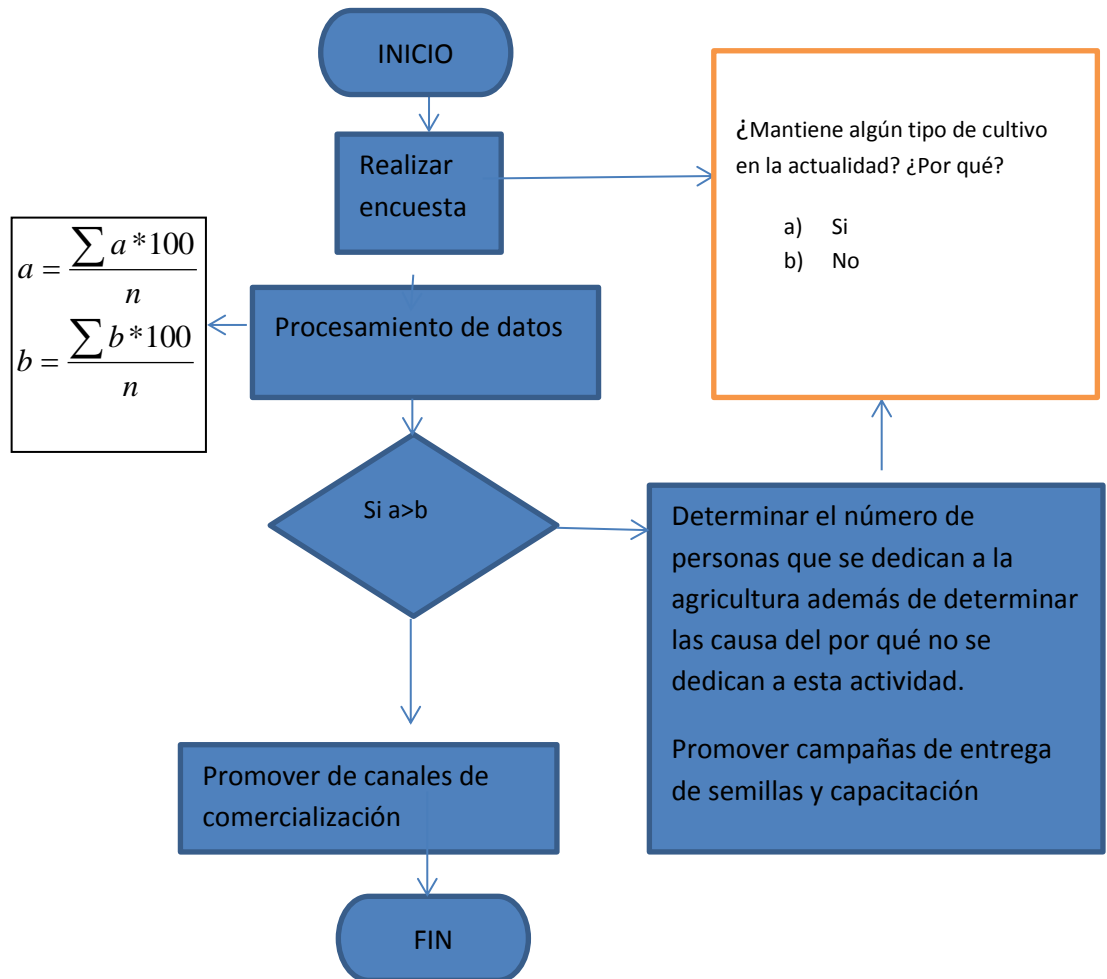 INICIO
Realizar
encuesta
¿Mantiene algún tipo de cultivo
en la actualidad? ¿Por qué?
a) Si
b) No
a = ∑ a *100 / n
b = ∑ b *100 / n
Procesamiento de datos
Si a>b
Determinar el número de
personas que se dedican a la
agricultura además de determinar
las causa del por qué no se
dedican a esta actividad.
Promover campañas de entrega
de semillas y capacitación
Promover de canales de
comercialización
FIN